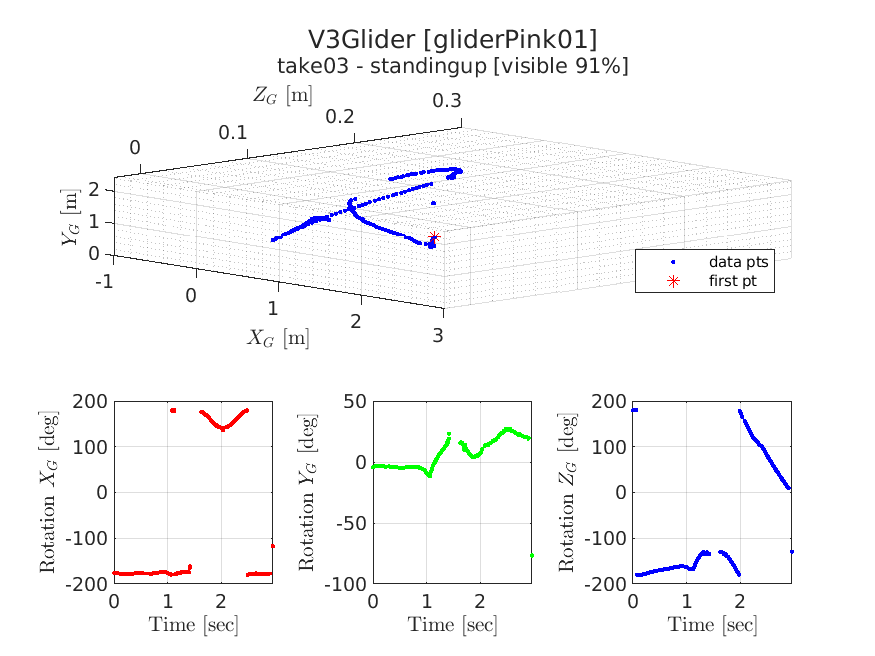 V3Glider [gliderPink01]
take03 - standingup [visible 91%]
Z_G [m]
0
0.1
0.2
0.3
Y_G [m]
2
1
0
-1
0
1
2
3
X_G [m]
data pts
first pt
Rotation X_G [deg]
200
100
0
-100
-200
0 1 2
Time [sec]
Rotation Y_G [deg]
50
0
-50
-100
0 1 2
Time [sec]
Rotation Z_G [deg]
200
100
0
-100
-200
0 1 2
Time [sec]